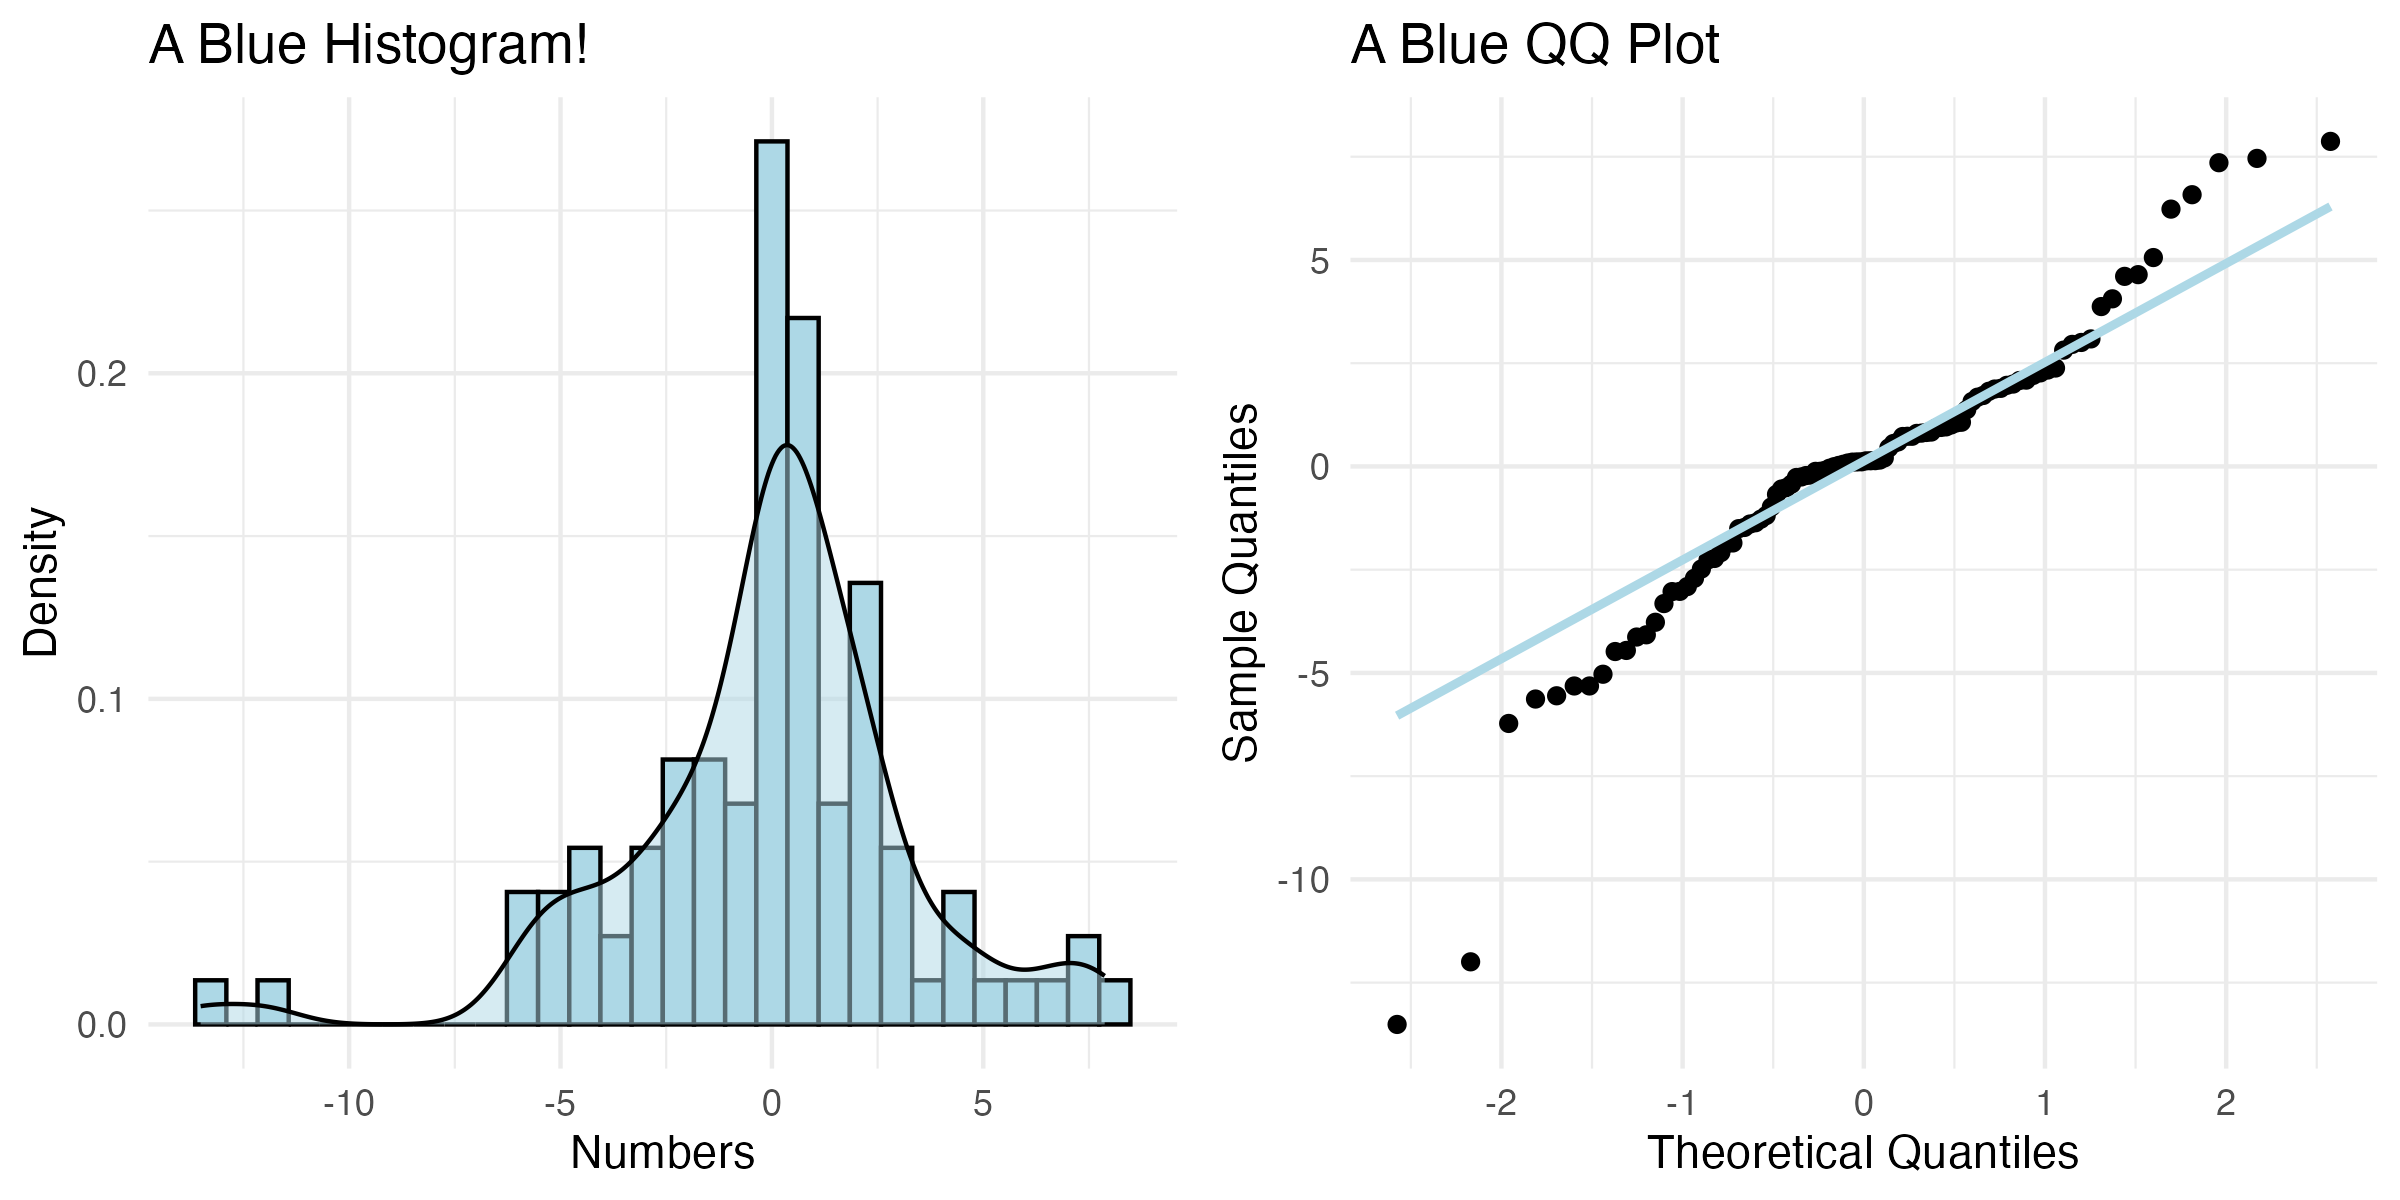 A Blue Histogram!
Density
0.2
0.1
0.0
-10 -5 0 5
Numbers
A Blue QQ Plot
Sample Quantiles
5
0
-5
-10
-2 -1 0 1 2
Theoretical Quantiles